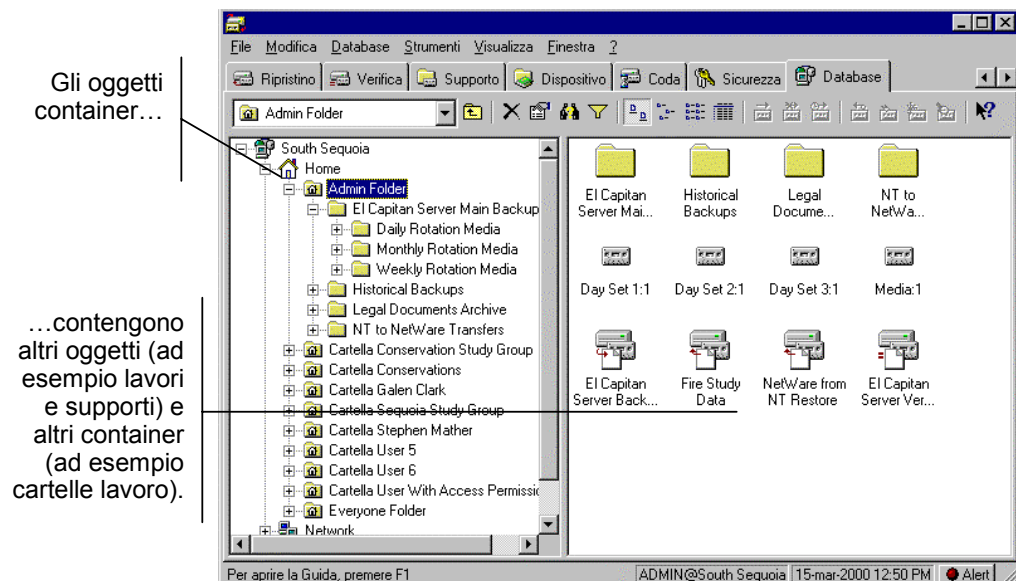 Gli oggetti
container…
…contengono
altri oggetti (ad
esempio lavori
e supporti) e
altri container
(ad esempio
cartelle lavoro).
File Modifica Database Strumenti Visualizza Finestra ?
Ripristino Verifica Supporto Dispositivo Coda Sicurezza Database
Admin Folder
South Sequoia
Home
Admin Folder
El Capitan Server Main Backup
Daily Rotation Media
Monthly Rotation Media
Weekly Rotation Media
Historical Backups
Legal Documents Archive
NT to NetWare Transfers
Cartella Conservation Study Group
Cartella Conservations
Cartella Galen Clark
Cartella Sequoia Study Group
Cartella Stephen Mather
Cartella User 5
Cartella User 6
Cartella User With Access Permissi
Everyone Folder
Network
El Capitan
Server Mai...
Historical
Backups
Legal
Docume...
NT to
NetWa...
Day Set 1:1
Day Set 2:1
Day Set 3:1
Media:1
El Capitan
Server Back...
Fire Study
Data
NetWare from
NT Restore
El Capitan
Server Ver...
Per aprire la Guida, premere F1
ADMIN@South Sequoia 15-mar-2000 12:50 PM Alert